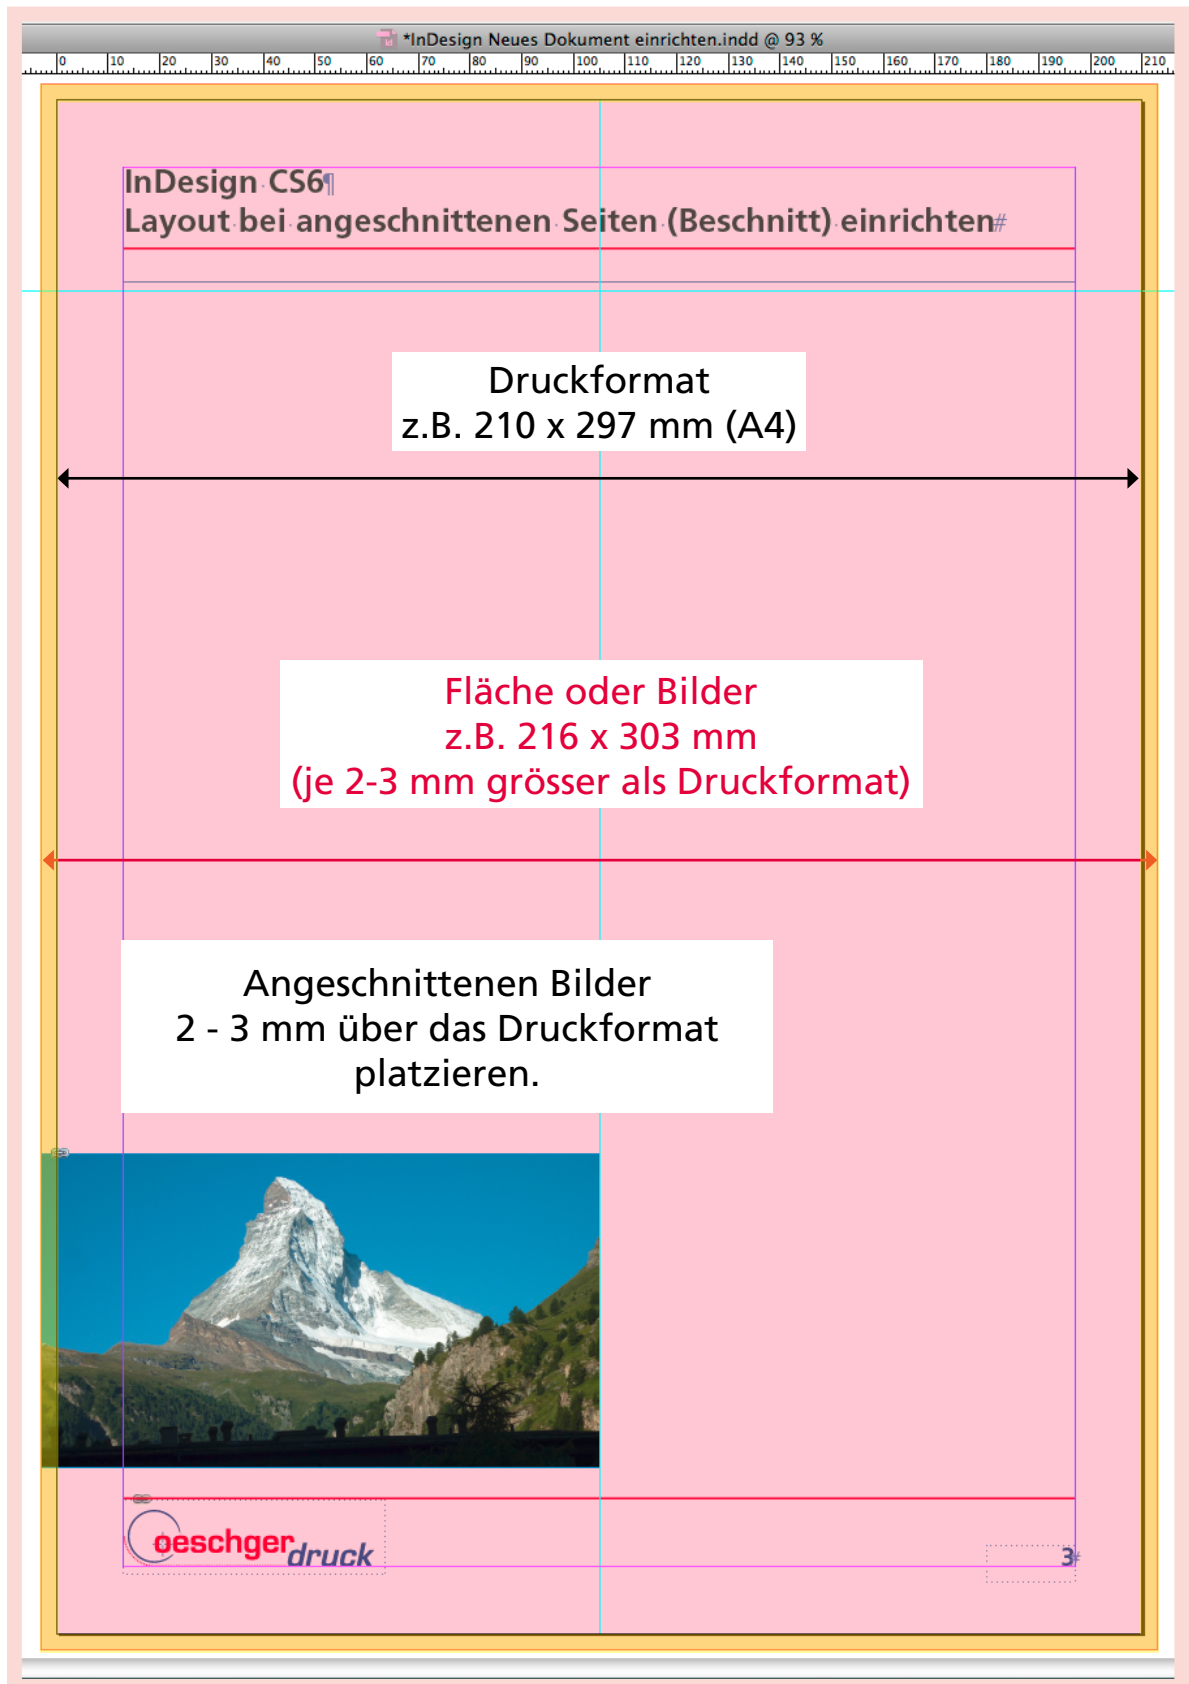 *InDesign Neues Dokument einrichten.indd @ 93 %
0 10 20 30 40 50 60 70 80 90 100 110 120 130 140 150 160 170 180 190 200 210
InDesign CS6¶
Layout bei angeschnittenen Seiten (Beschnitt) einrichten#
Druckformat
z.B. 210 x 297 mm (A4)
Fläche oder Bilder
z.B. 216 x 303 mm
(je 2-3 mm grösser als Druckformat)
Angeschnittenen Bilder
2 - 3 mm über das Druckformat
platzieren.
oeschger
druck
3#